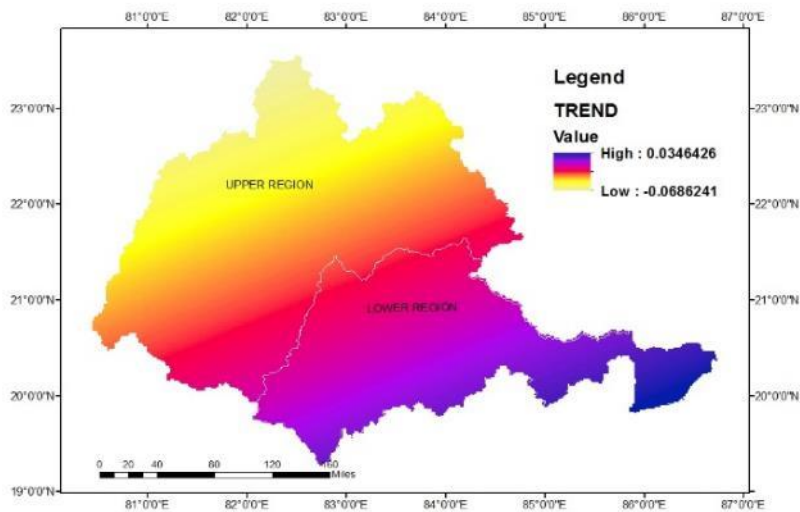 81°0'0"E 82°0'0"E 83°0'0"E 84°0'0"E 85°0'0"E 86°0'0"E 87°0'0"E
Legend
TREND
Value
High : 0.0346426
Low : -0.0686241
23°0'0"N 23°0'0"N
UPPER REGION
22°0'0"N 22°0'0"N
21°0'0"N 21°0'0"N
LOWER REGION
20°0'0"N 20°0'0"N
0 20 40 80 120 160
Miles
19°0'0"N 19°0'0"N
81°0'0"E 82°0'0"E 83°0'0"E 84°0'0"E 85°0'0"E 86°0'0"E 87°0'0"E